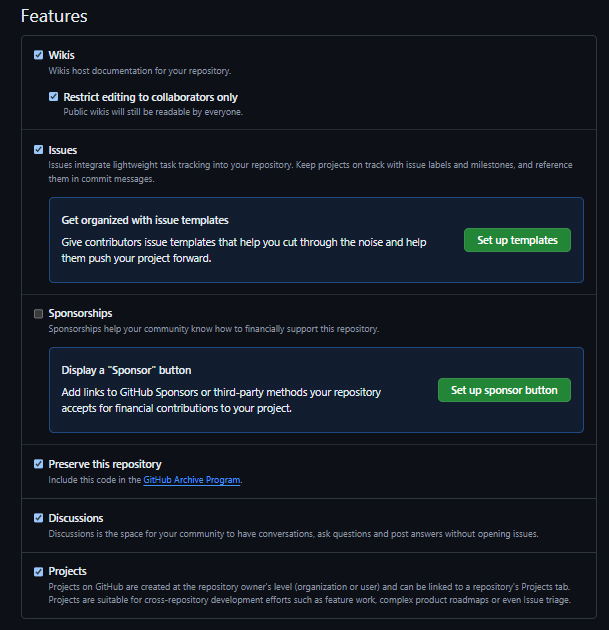 Features
Wikis
Wikis host documentation for your repository.
Restrict editing to collaborators only
Public wikis will still be readable by everyone.
Issues
Issues integrate lightweight task tracking into your repository. Keep projects on track with issue labels and milestones, and reference
them in commit messages.
Get organized with issue templates
Give contributors issue templates that help you cut through the noise and help
them push your project forward.
Set up templates
Sponsorships
Sponsorships help your community know how to financially support this repository.
Display a "Sponsor" button
Add links to GitHub Sponsors or third-party methods your repository
accepts for financial contributions to your project.
Set up sponsor button
Preserve this repository
Include this code in the GitHub Archive Program.
Discussions
Discussions is the space for your community to have conversations, ask questions and post answers without opening issues.
Projects
Projects on GitHub are created at the repository owner's level (organization or user) and can be linked to a repository's Projects tab.
Projects are suitable for cross-repository development efforts such as feature work, complex product roadmaps or even Issue triage.